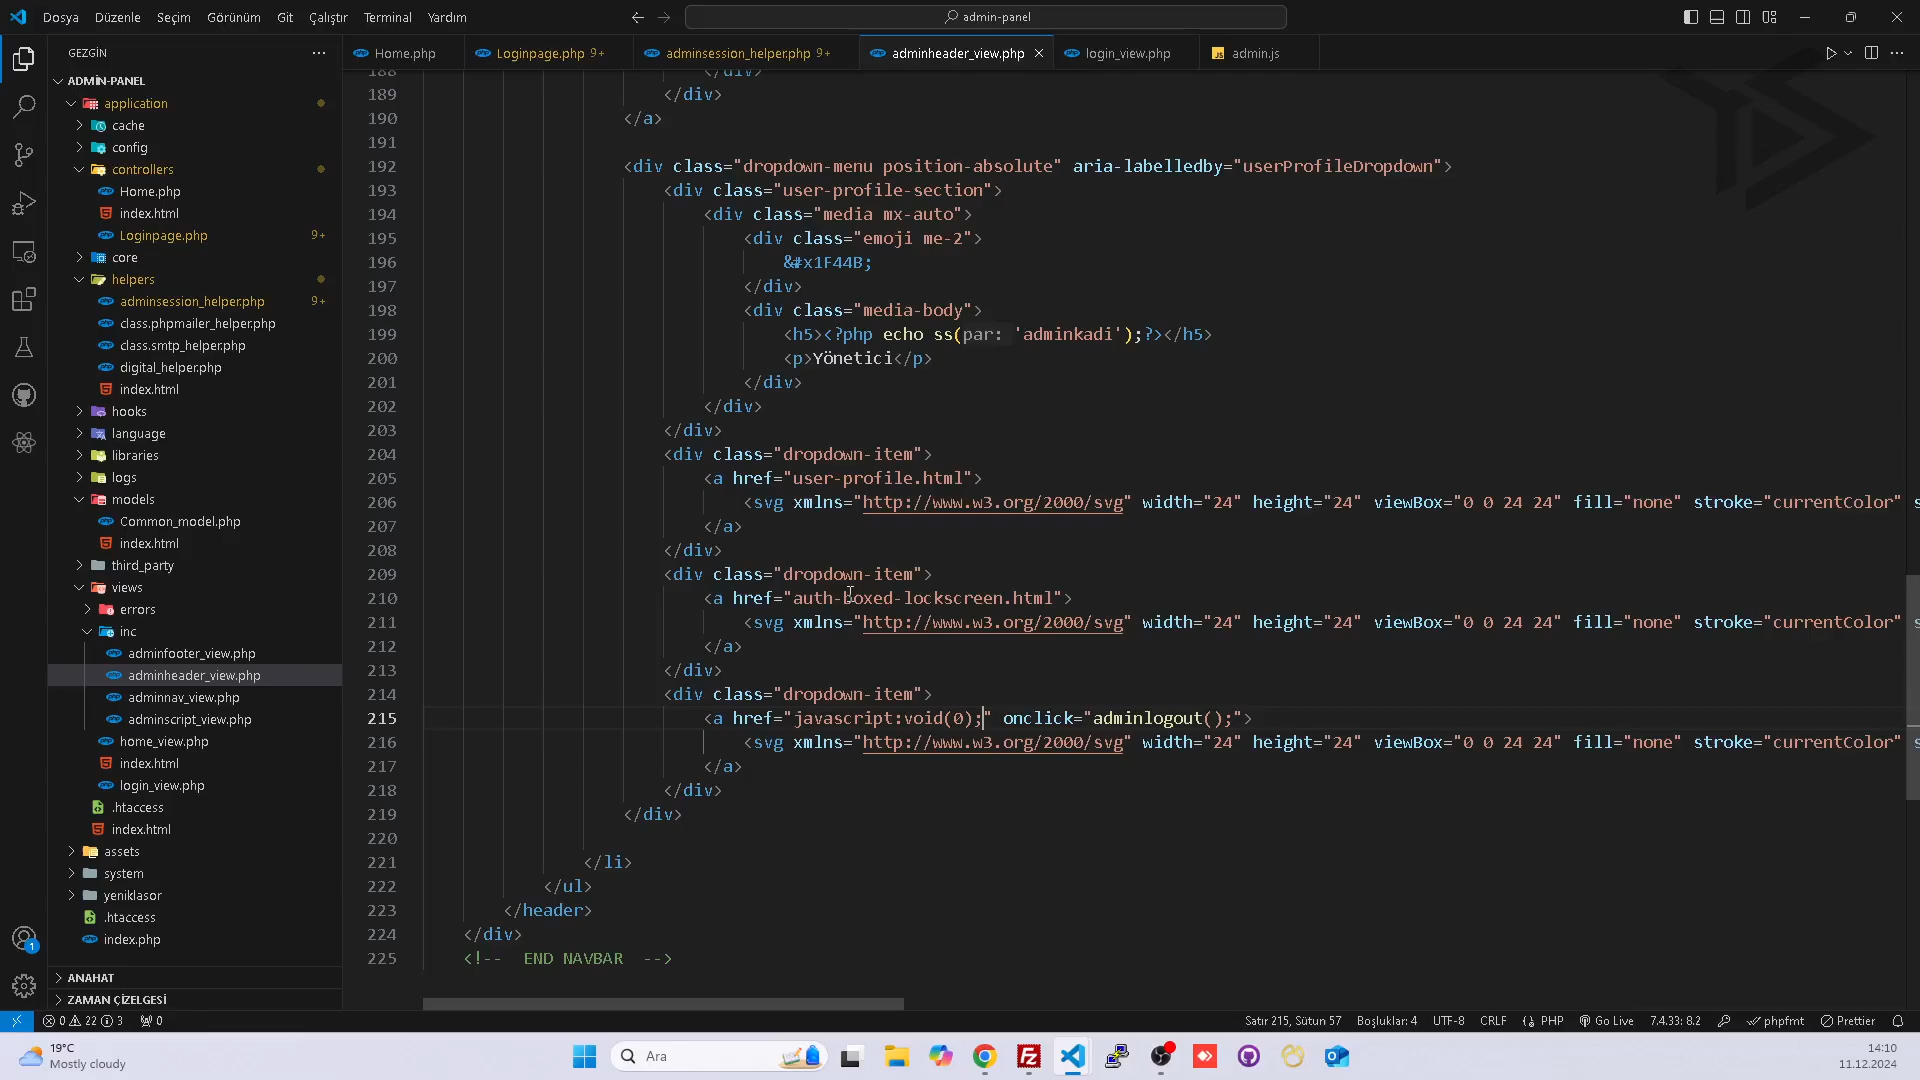 Dosya Düzenle Seçim Görünüm Git Çalıştır Terminal Yardım
admin-panel
GEZGİN
Home.php
Loginpage.php 9+
adminsession_helper.php 9+
adminheader_view.php
login_view.php
JS admin.js
ADMIN-PANEL
application
cache
config
controllers
Home.php
index.html
Loginpage.php 9+
core
helpers
adminsession_helper.php 9+
class.phpmailer_helper.php
class.smtp_helper.php
digital_helper.php
index.html
hooks
language
libraries
logs
models
Common_model.php
index.html
third_party
views
errors
inc
adminfooter_view.php
adminheader_view.php
adminnav_view.php
adminscript_view.php
home_view.php
index.html
login_view.php
.htaccess
index.html
assets
system
yeniklasor
.htaccess
index.php
ANAHAT
ZAMAN ÇİZELGESİ
188 </div>
189 </div>
190 </a>
191
192 <div class="dropdown-menu position-absolute" aria-labelledby="userProfileDropdown">
193 <div class="user-profile-section">
194 <div class="media mx-auto">
195 <div class="emoji me-2">
196 &#x1F44B;
197 </div>
198 <div class="media-body">
199 <h5><?php echo ss(par: 'adminkadi');?></h5>
200 <p>Yönetici</p>
201 </div>
202 </div>
203 </div>
204 <div class="dropdown-item">
205 <a href="user-profile.html">
206 <svg xmlns="http://www.w3.org/2000/svg" width="24" height="24" viewBox="0 0 24 24" fill="none" stroke="currentColor" s
207 </a>
208 </div>
209 <div class="dropdown-item">
210 <a href="auth-boxed-lockscreen.html">
211 <svg xmlns="http://www.w3.org/2000/svg" width="24" height="24" viewBox="0 0 24 24" fill="none" stroke="currentColor" s
212 </a>
213 </div>
214 <div class="dropdown-item">
215 <a href="javascript:void(0);" onclick="adminlogout();">
216 <svg xmlns="http://www.w3.org/2000/svg" width="24" height="24" viewBox="0 0 24 24" fill="none" stroke="currentColor" s
217 </a>
218 </div>
219 </div>
220
221 </li>
222 </ul>
223 </header>
224 </div>
225 <!-- END NAVBAR -->
0 22 3 0
Satır 215, Sütun 57 Boşluklar: 4 UTF-8 CRLF PHP Go Live 7.4.33: 8.2 phpfmt Prettier
19°C
Mostly cloudy
Ara
14:10
11.12.2024